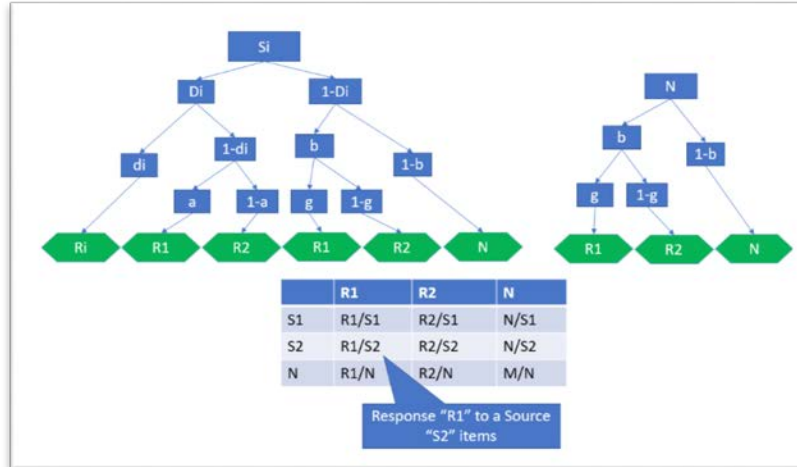 Si
Di 1-Di N
di 1-di b 1-b b 1-b
a 1-a g 1-g g 1-g
Ri R1 R2 R1 R2 N R1 R2 N
R1 R2 N
S1 R1/S1 R2/S1 N/S1
S2 R1/S2 R2/S2 N/S2
N R1/N R2/N M/N
Response “R1” to a Source
“S2” items